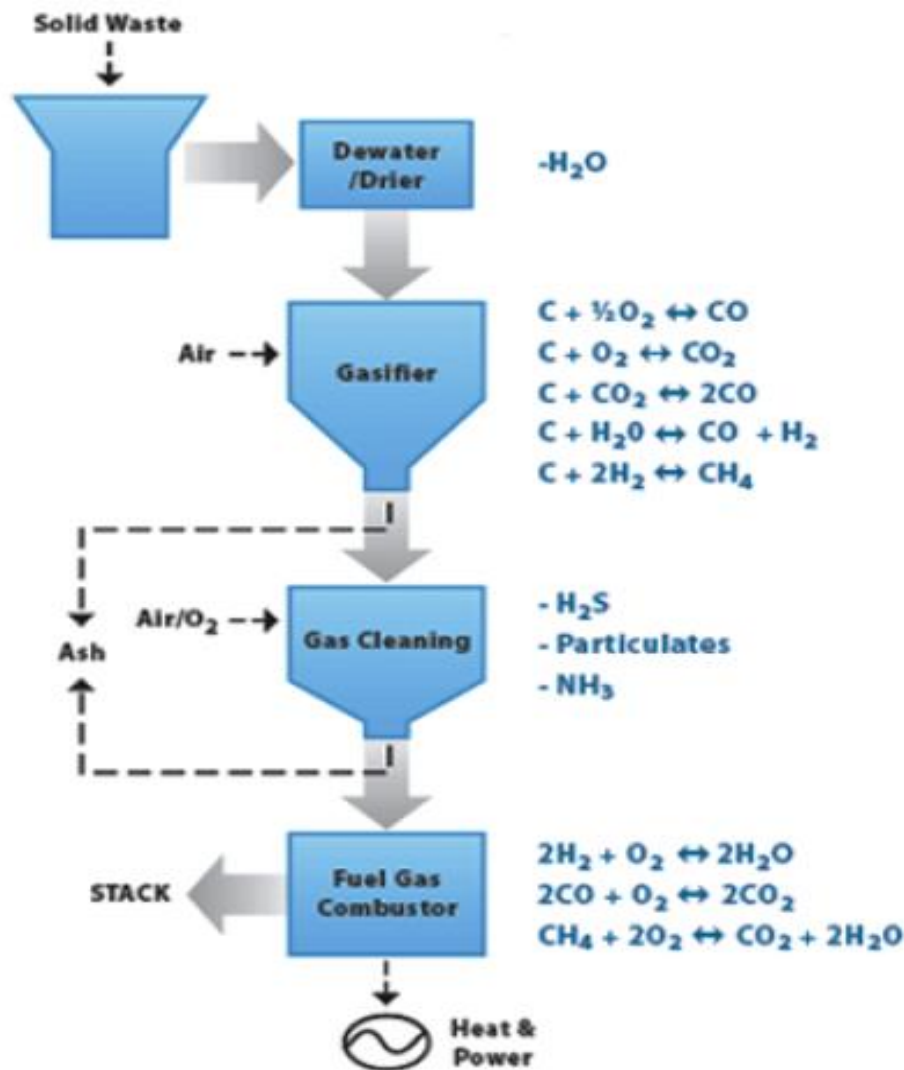 Solid Waste
Dewater
/Drier
-H₂O
Air
Gasifier
C + ½O₂ ↔ CO
C + O₂ ↔ CO₂
C + CO₂ ↔ 2CO
C + H₂0 ↔ CO + H₂
C + 2H₂ ↔ CH₄
Air/O₂
Gas Cleaning
Ash
- H₂S
- Particulates
- NH₃
STACK
Fuel Gas
Combustor
2H₂ + O₂ ↔ 2H₂O
2CO + O₂ ↔ 2CO₂
CH₄ + 2O₂ ↔ CO₂ + 2H₂O
Heat &
Power